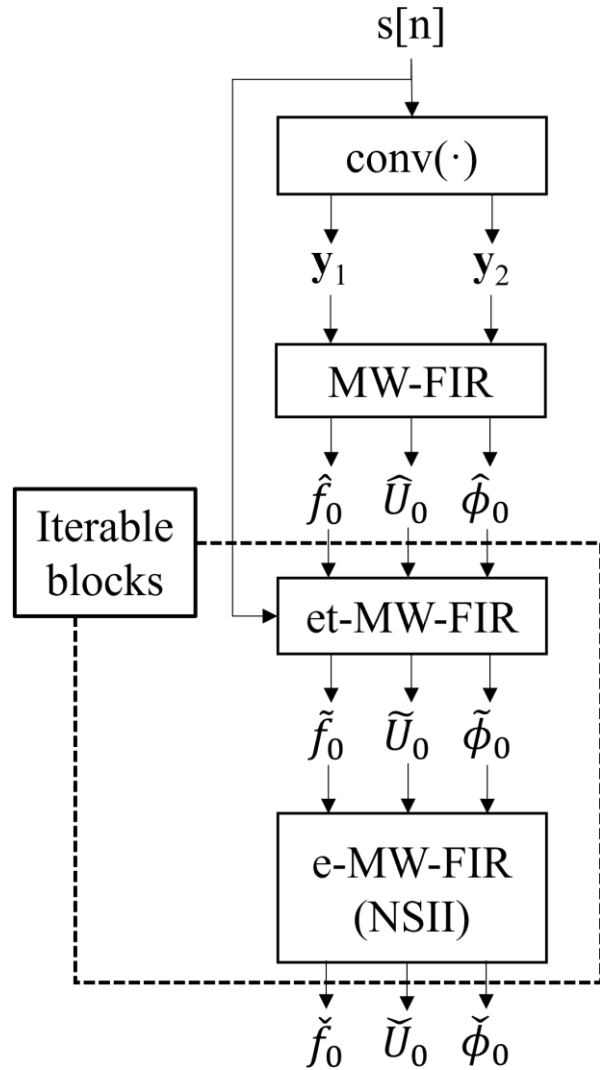 s[n]
conv(·)
y₁ y₂
MW-FIR
f̂₀ Û₀ ϕ̂₀
Iterable
blocks
et-MW-FIR
f̃₀ Ũ₀ ϕ̃₀
e-MW-FIR
(NSII)
f̌₀ Ǔ₀ ϕ̌₀